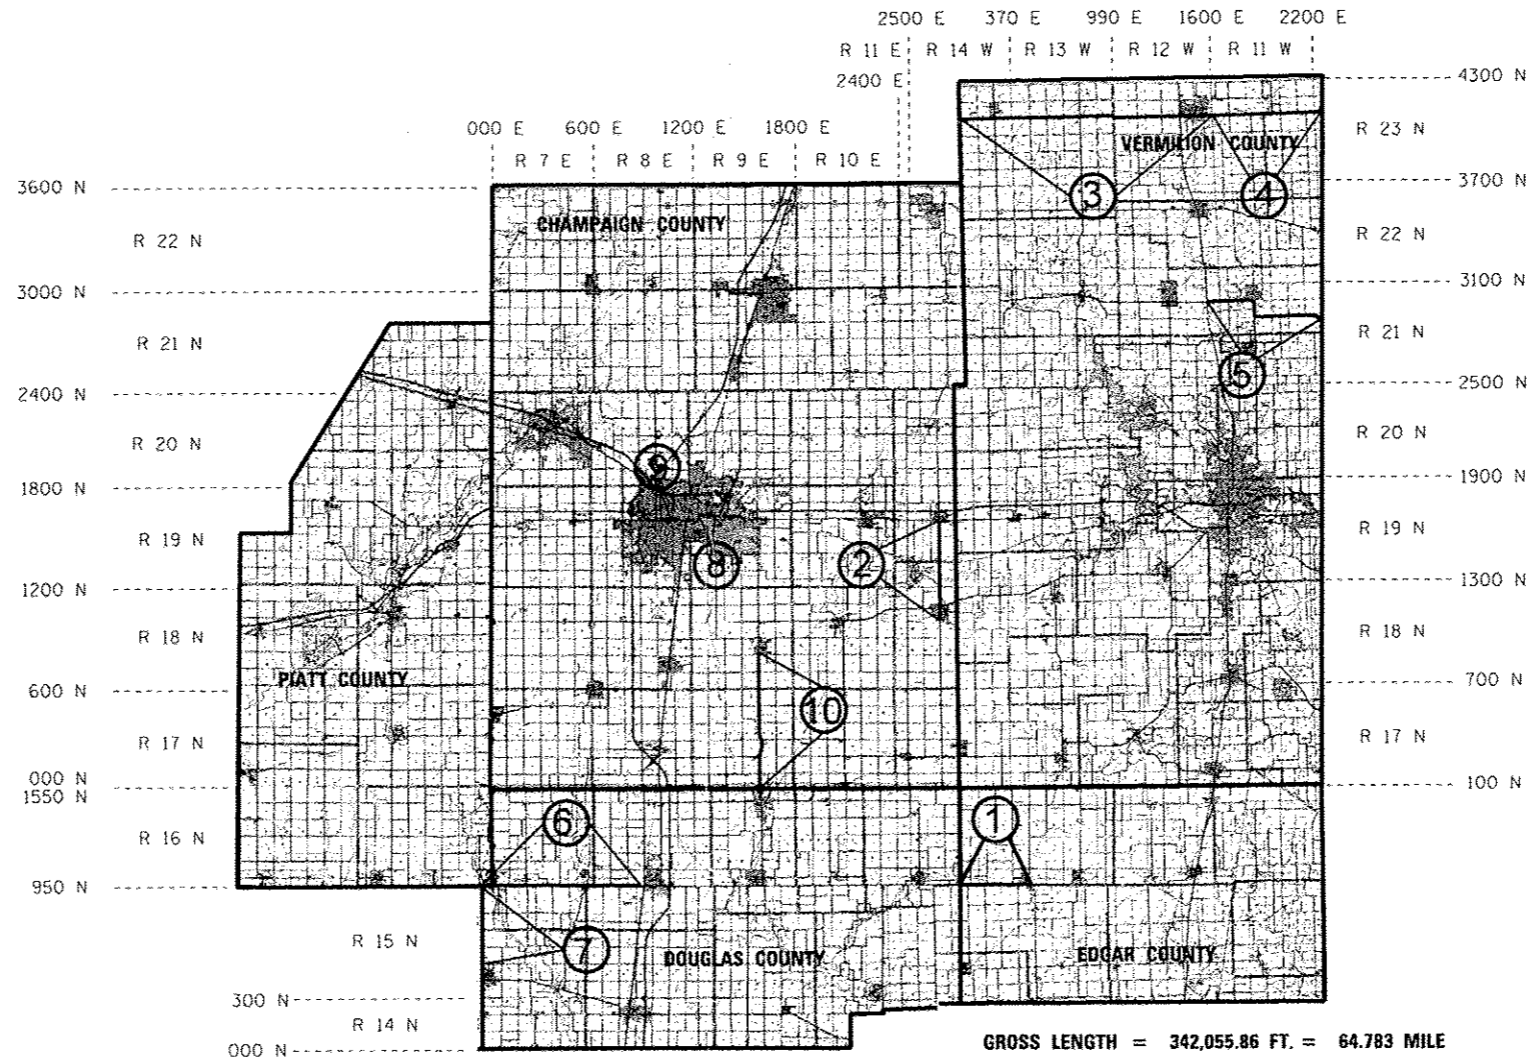 2500 E 370 E 990 E 1600 E 2200 E
R 11 E R 14 W R 13 W R 12 W R 11 W
2400 E
4300 N
000 E 600 E 1200 E 1800 E
R 23 N
VERMILION COUNTY
R 7 E R 8 E R 9 E R 10 E
3600 N
3700 N
3
4
CHAMPAIGN COUNTY
R 22 N
R 22 N
3000 N
3100 N
R 21 N
R 21 N
5
2400 N
2500 N
R 20 N
R 20 N
9
1800 N
1900 N
R 19 N
R 19 N
8
2
1200 N
1300 N
R 18 N
R 18 N
PIATT COUNTY
600 N
700 N
10
R 17 N
R 17 N
000 N
100 N
1550 N
6
1
R 16 N
950 N
R 15 N
7
DOUGLAS COUNTY
EDGAR COUNTY
300 N
R 14 N
000 N
GROSS LENGTH = 342,055.86 FT. = 64.783 MILE